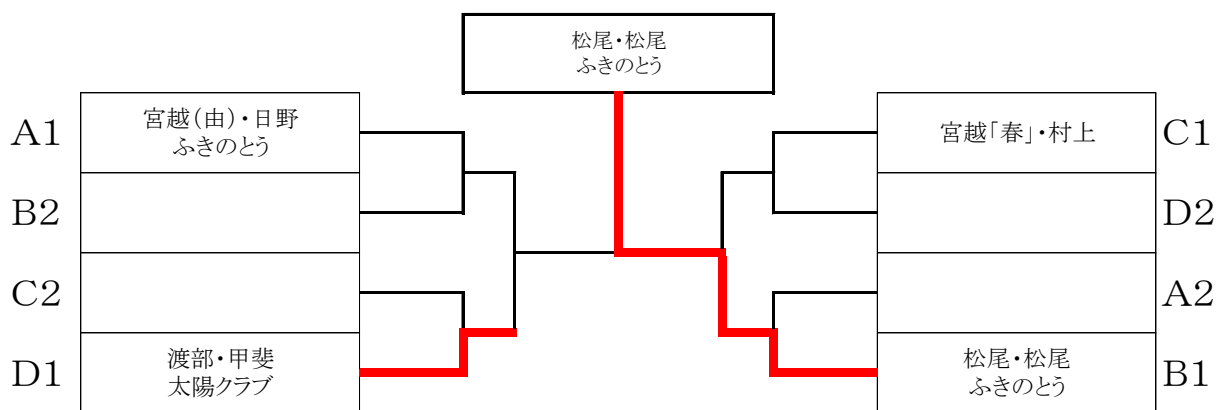 松尾・松尾
ふきのとう
A1
宮越(由)・日野
ふきのとう
B2
C2
D1
渡部・甲斐
太陽クラブ
宮越「春」・村上
C1
D2
A2
松尾・松尾
ふきのとう
B1